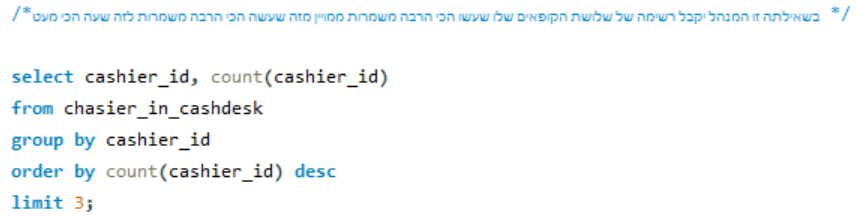 /* בשאילתה זו המנהל יקבל רשימה של שלושת הקופאים שלו שעשו הכי הרבה משמרות ממויין מזה שעשה הכי הרבה משמרות לזה שעה הכי מעט */
select cashier_id, count(cashier_id)
from chasier_in_cashdesk
group by cashier_id
order by count(cashier_id) desc
limit 3;